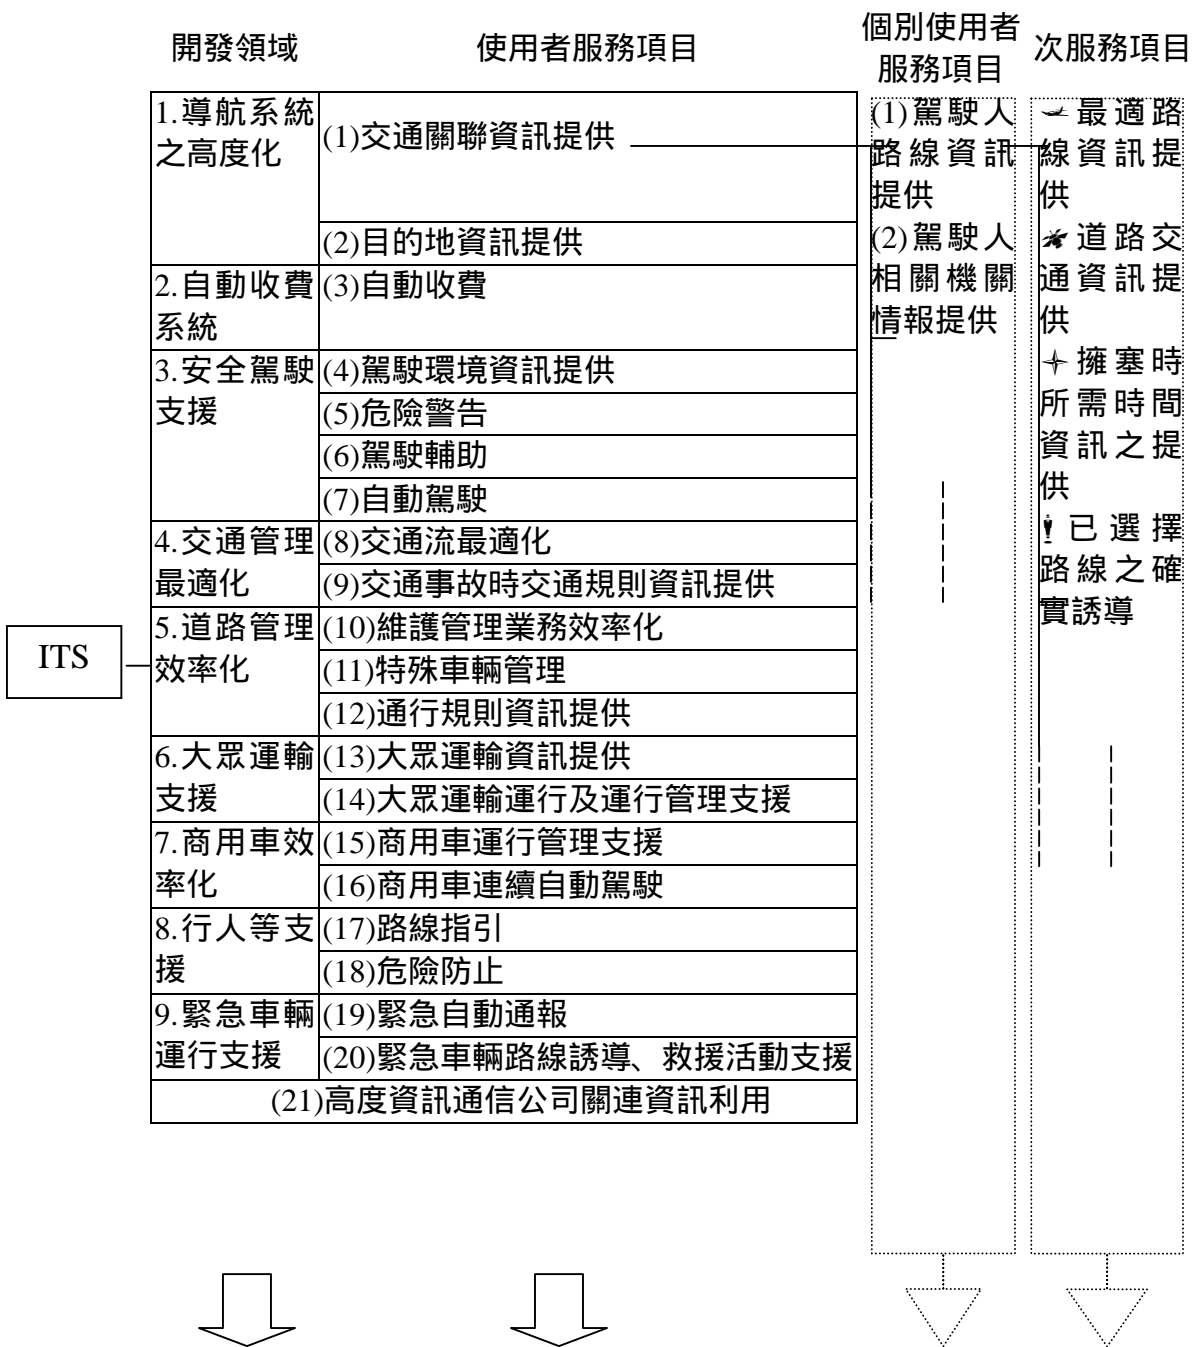 開發領域
使用者服務項目
個別使用者
服務項目
次服務項目
1.導航系統
之高度化
(1)交通關聯資訊提供
(2)目的地資訊提供
2.自動收費
系統
(3)自動收費
3.安全駕駛
支援
(4)駕駛環境資訊提供
(5)危險警告
(6)駕駛輔助
(7)自動駕駛
4.交通管理
最適化
(8)交通流最適化
(9)交通事故時交通規則資訊提供
ITS
5.道路管理
效率化
(10)維護管理業務效率化
(11)特殊車輛管理
(12)通行規則資訊提供
6.大眾運輸
支援
(13)大眾運輸資訊提供
(14)大眾運輸運行及運行管理支援
7.商用車效
率化
(15)商用車運行管理支援
(16)商用車連續自動駕駛
8.行人等支
援
(17)路線指引
(18)危險防止
9.緊急車輛
運行支援
(19)緊急自動通報
(20)緊急車輛路線誘導、救援活動支援
(21)高度資訊通信公司關連資訊利用
(1)駕駛人
路線資訊
提供
(2)駕駛人
相關機關
情報提供
最適路
線資訊提
供
道路交
通資訊提
供
擁塞時
所需時間
資訊之提
供
已選擇
路線之確
實誘導